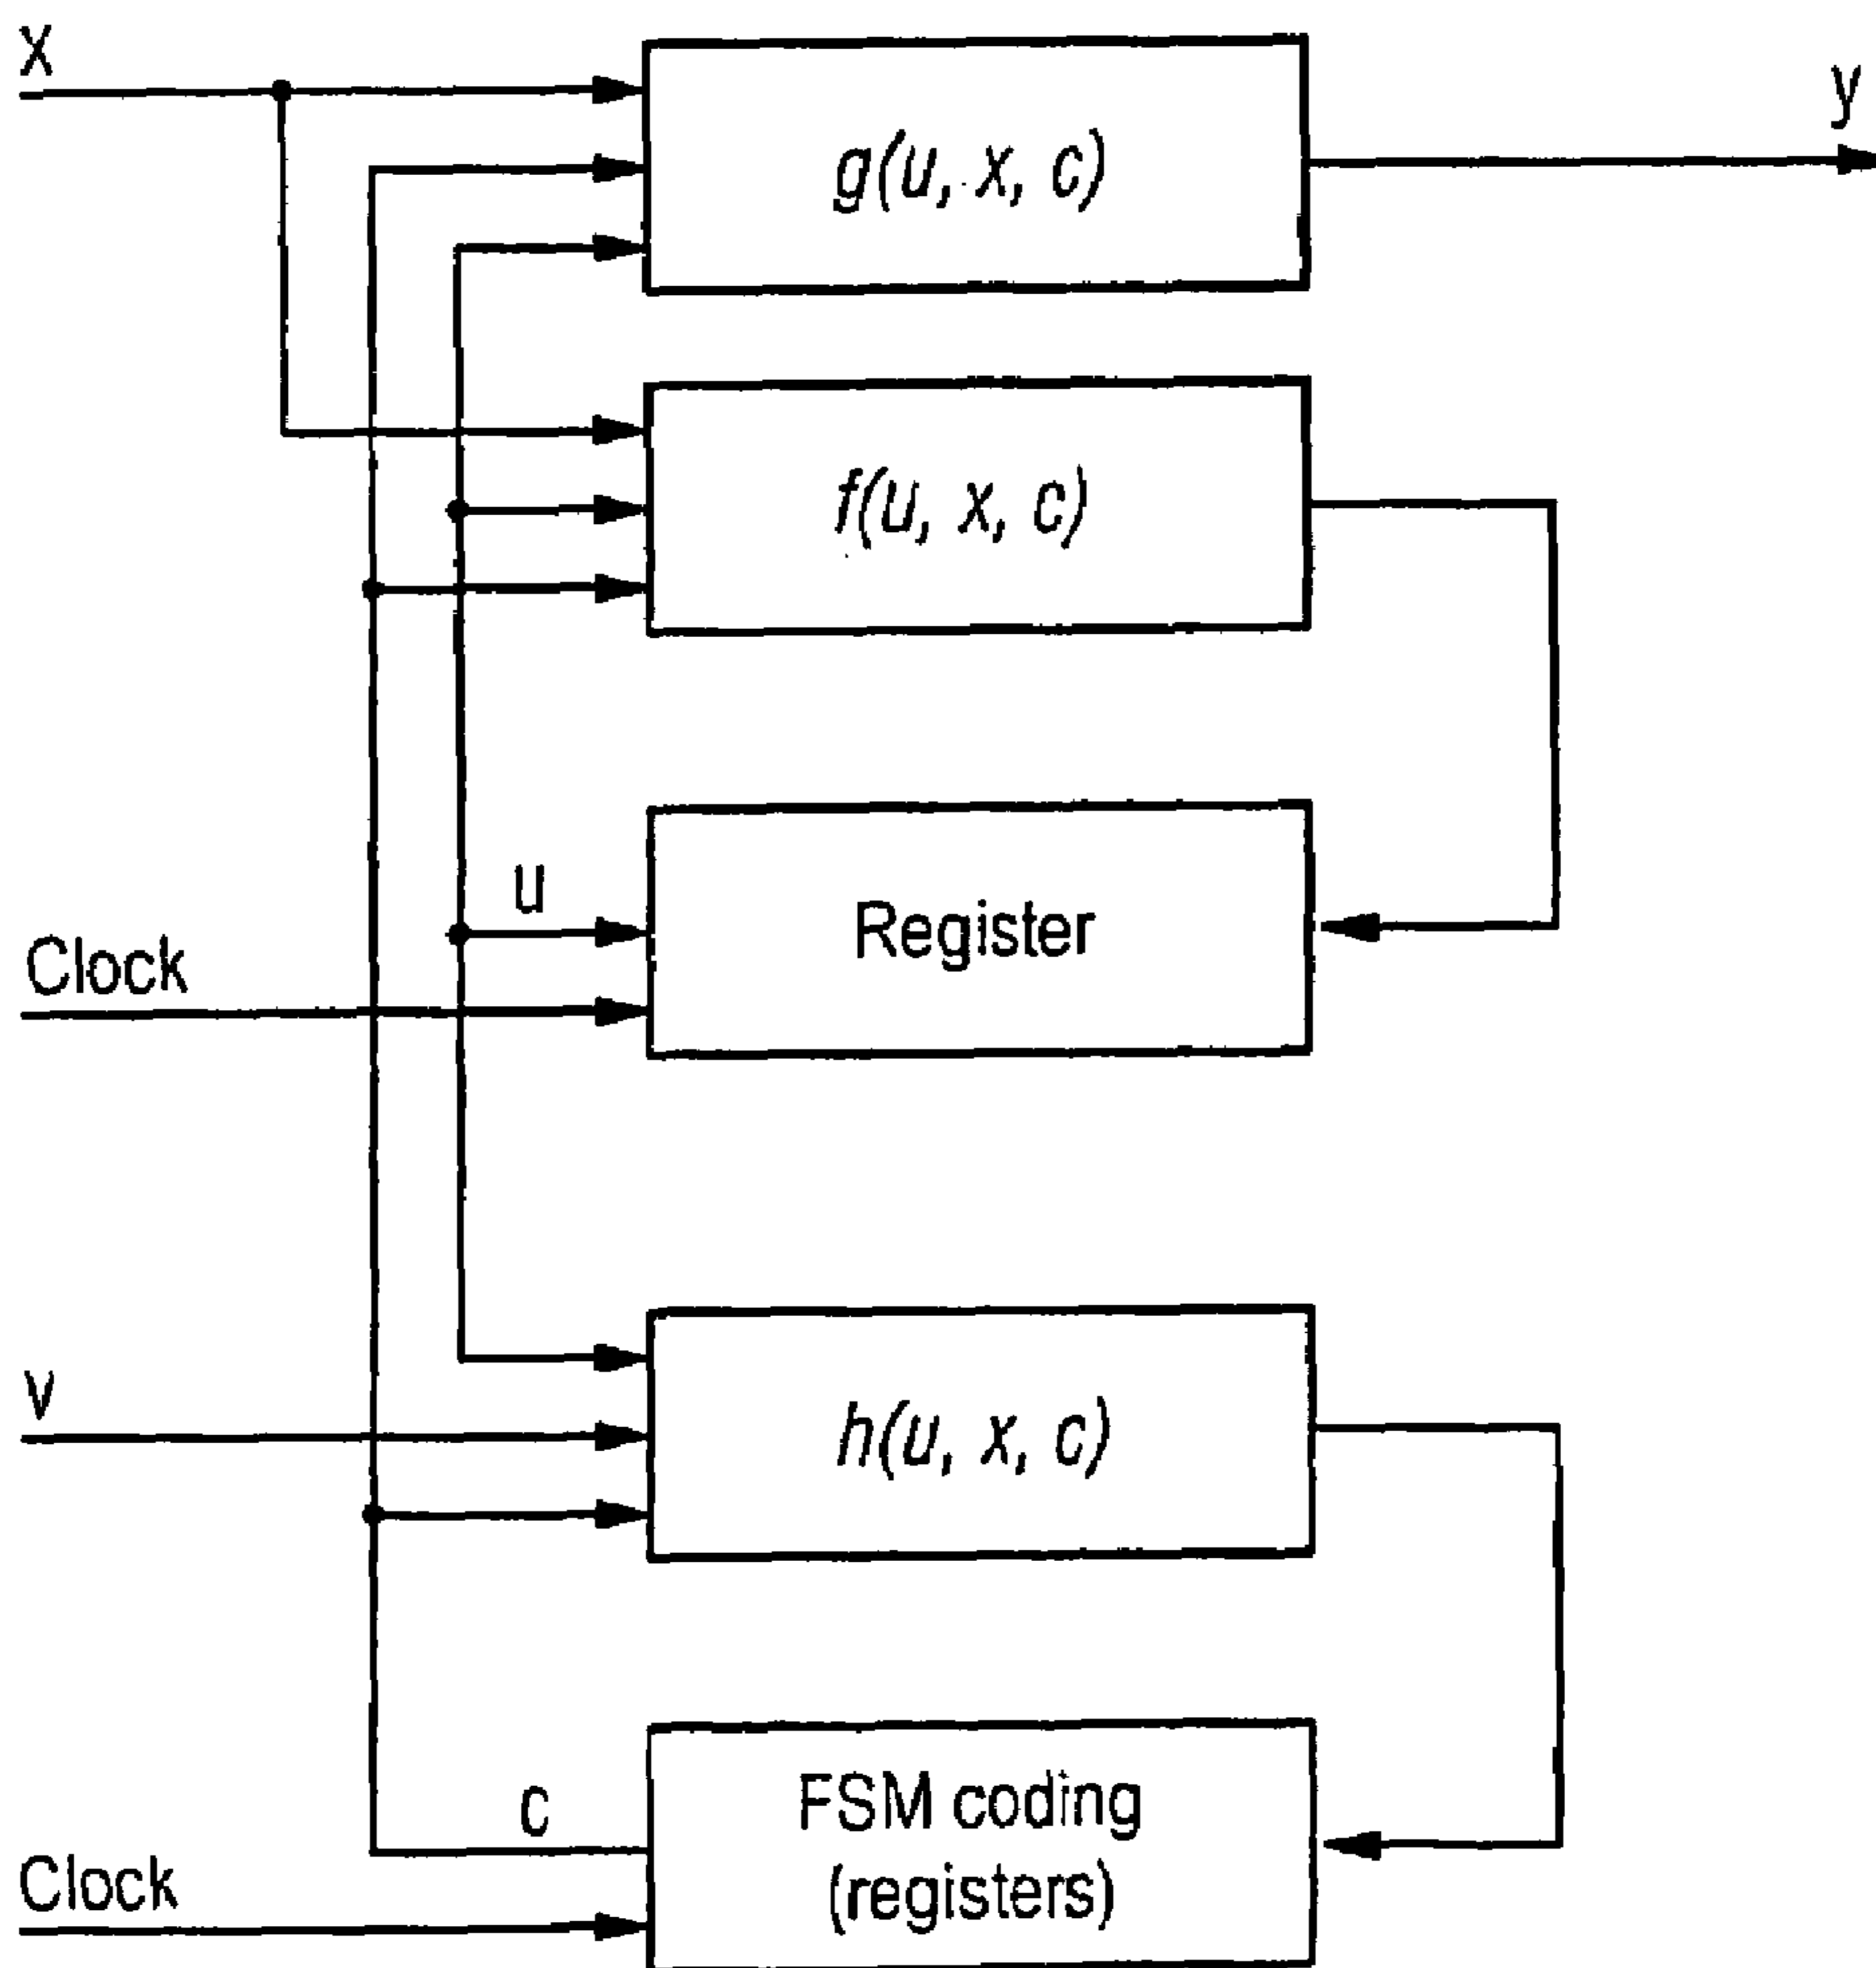 x
y
g(u, x, c)
f(u, x, c)
u
Register
Clock
v
h(u, x, c)
c
FSM coding
(registers)
Clock